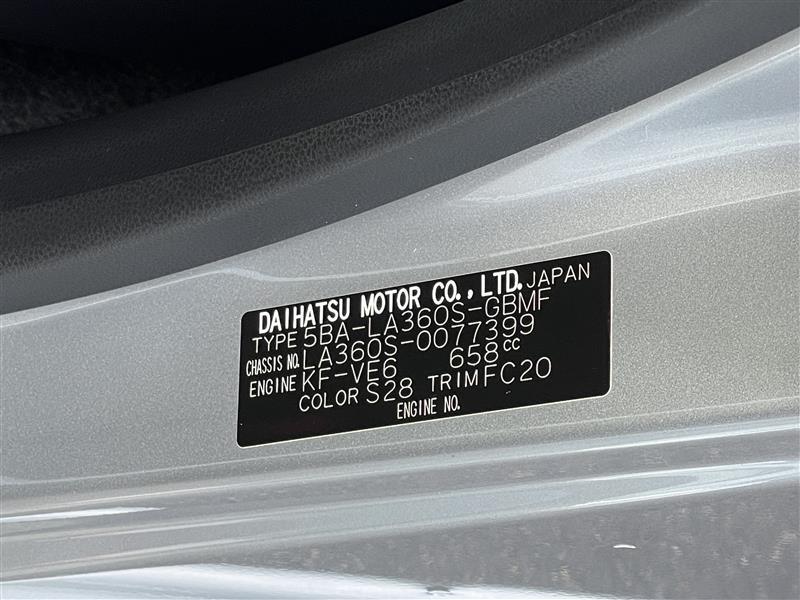 DAIHATSU MOTOR CO., LTD. JAPAN
TYPE 5BA-LA360S-GBMF
CHASSIS NO. LA360S-0077399
ENGINE KF-VE6 658cc
COLOR S28 TRIM FC20
ENGINE NO.